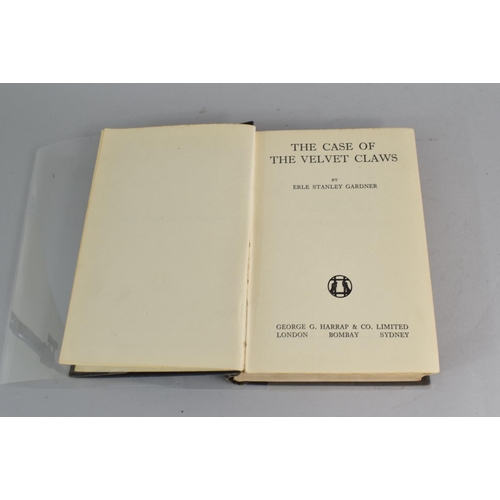 THE CASE OF
THE VELVET CLAWS
BY
ERLE STANLEY GARDNER
GEORGE G. HARRAP & CO. LIMITED
LONDON BOMBAY SYDNEY